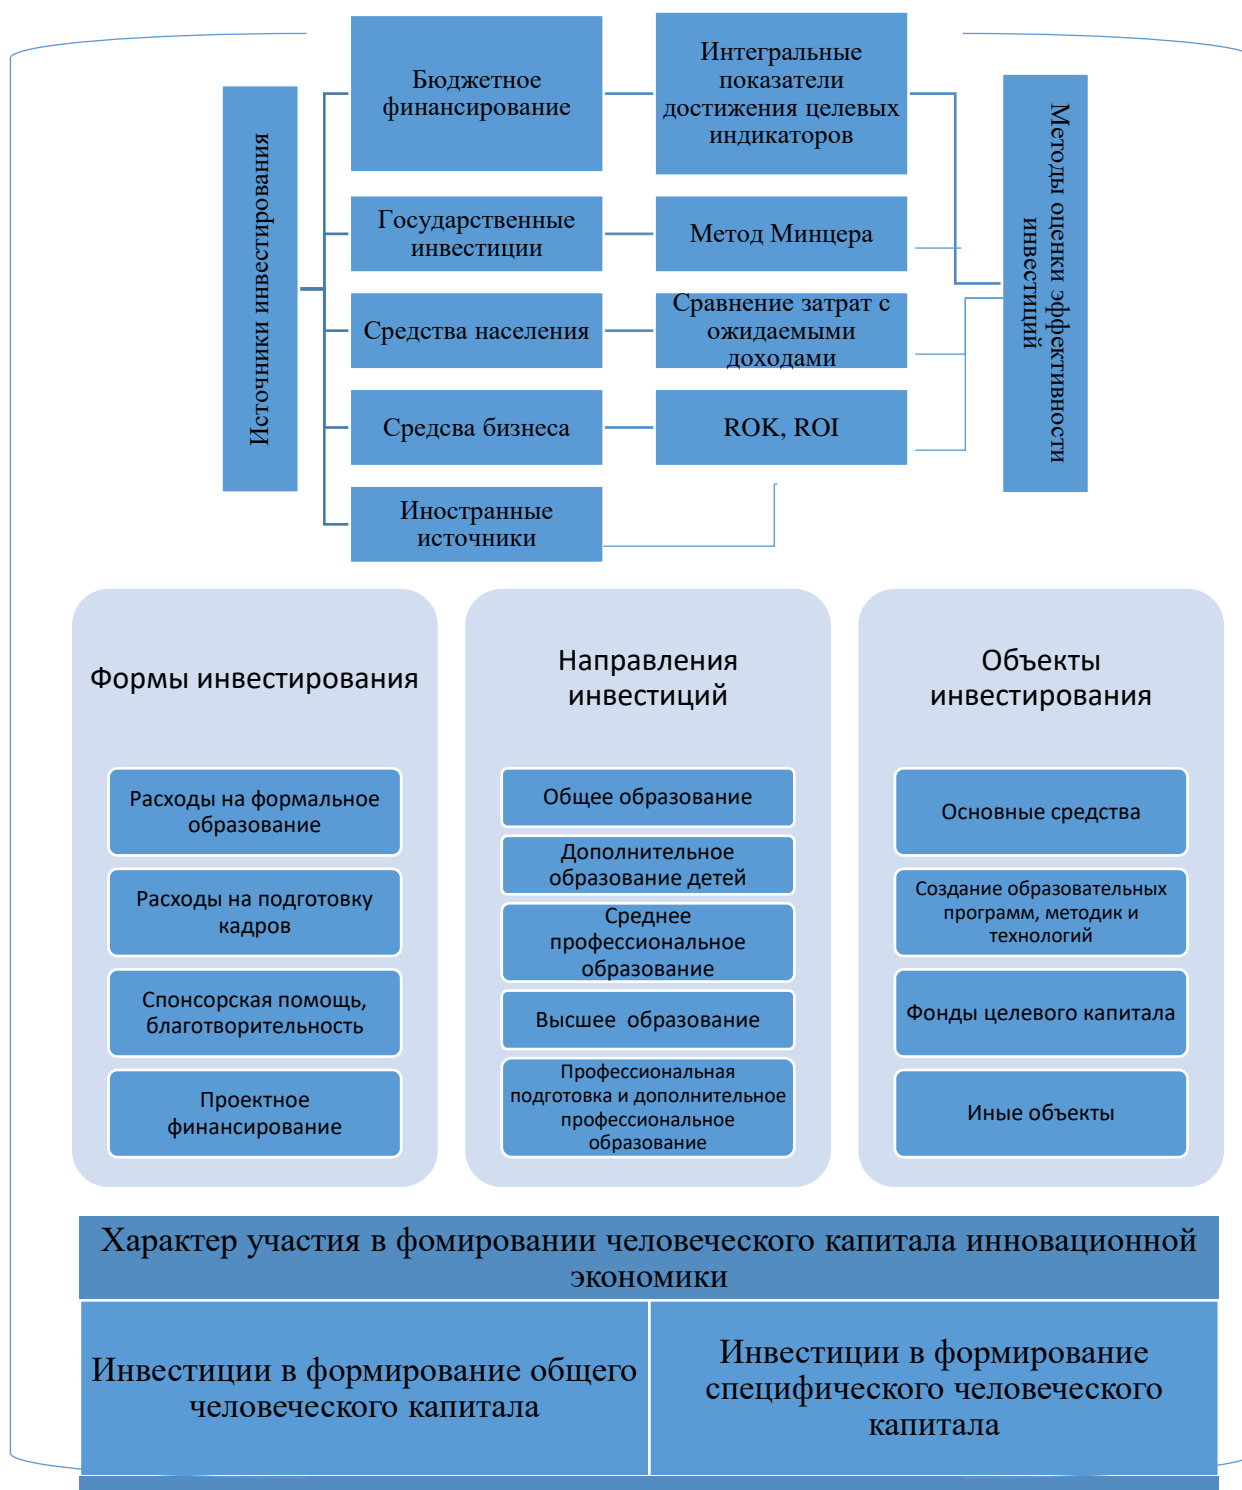 Источники инвестирования
Бюджетное
финансирование
Интегральные
показатели
достижения целевых
индикаторов
Государственные
инвестиции
Метод Минцера
Средства населения
Сравнение затрат с
ожидаемыми
доходами
Средсва бизнеса
ROK, ROI
Иностранные
источники
Методы оценки эффективности
инвестиций
Формы инвестирования
Расходы на формальное
образование
Расходы на подготовку
кадров
Спонсорская помощь,
благотворительность
Проектное
финансирование
Направления
инвестиций
Общее образование
Дополнительное
образование детей
Среднее
профессиональное
образование
Высшее  образование
Профессиональная
подготовка и дополнительное
профессиональное
образование
Объекты
инвестирования
Основные средства
Создание образовательных
программ, методик и
технологий
Фонды целевого капитала
Иные объекты
Характер участия в фомировании человеческого капитала инновационной
экономики
Инвестиции в формирование общего
человеческого капитала
Инвестиции в формирование
специфического человеческого
капитала